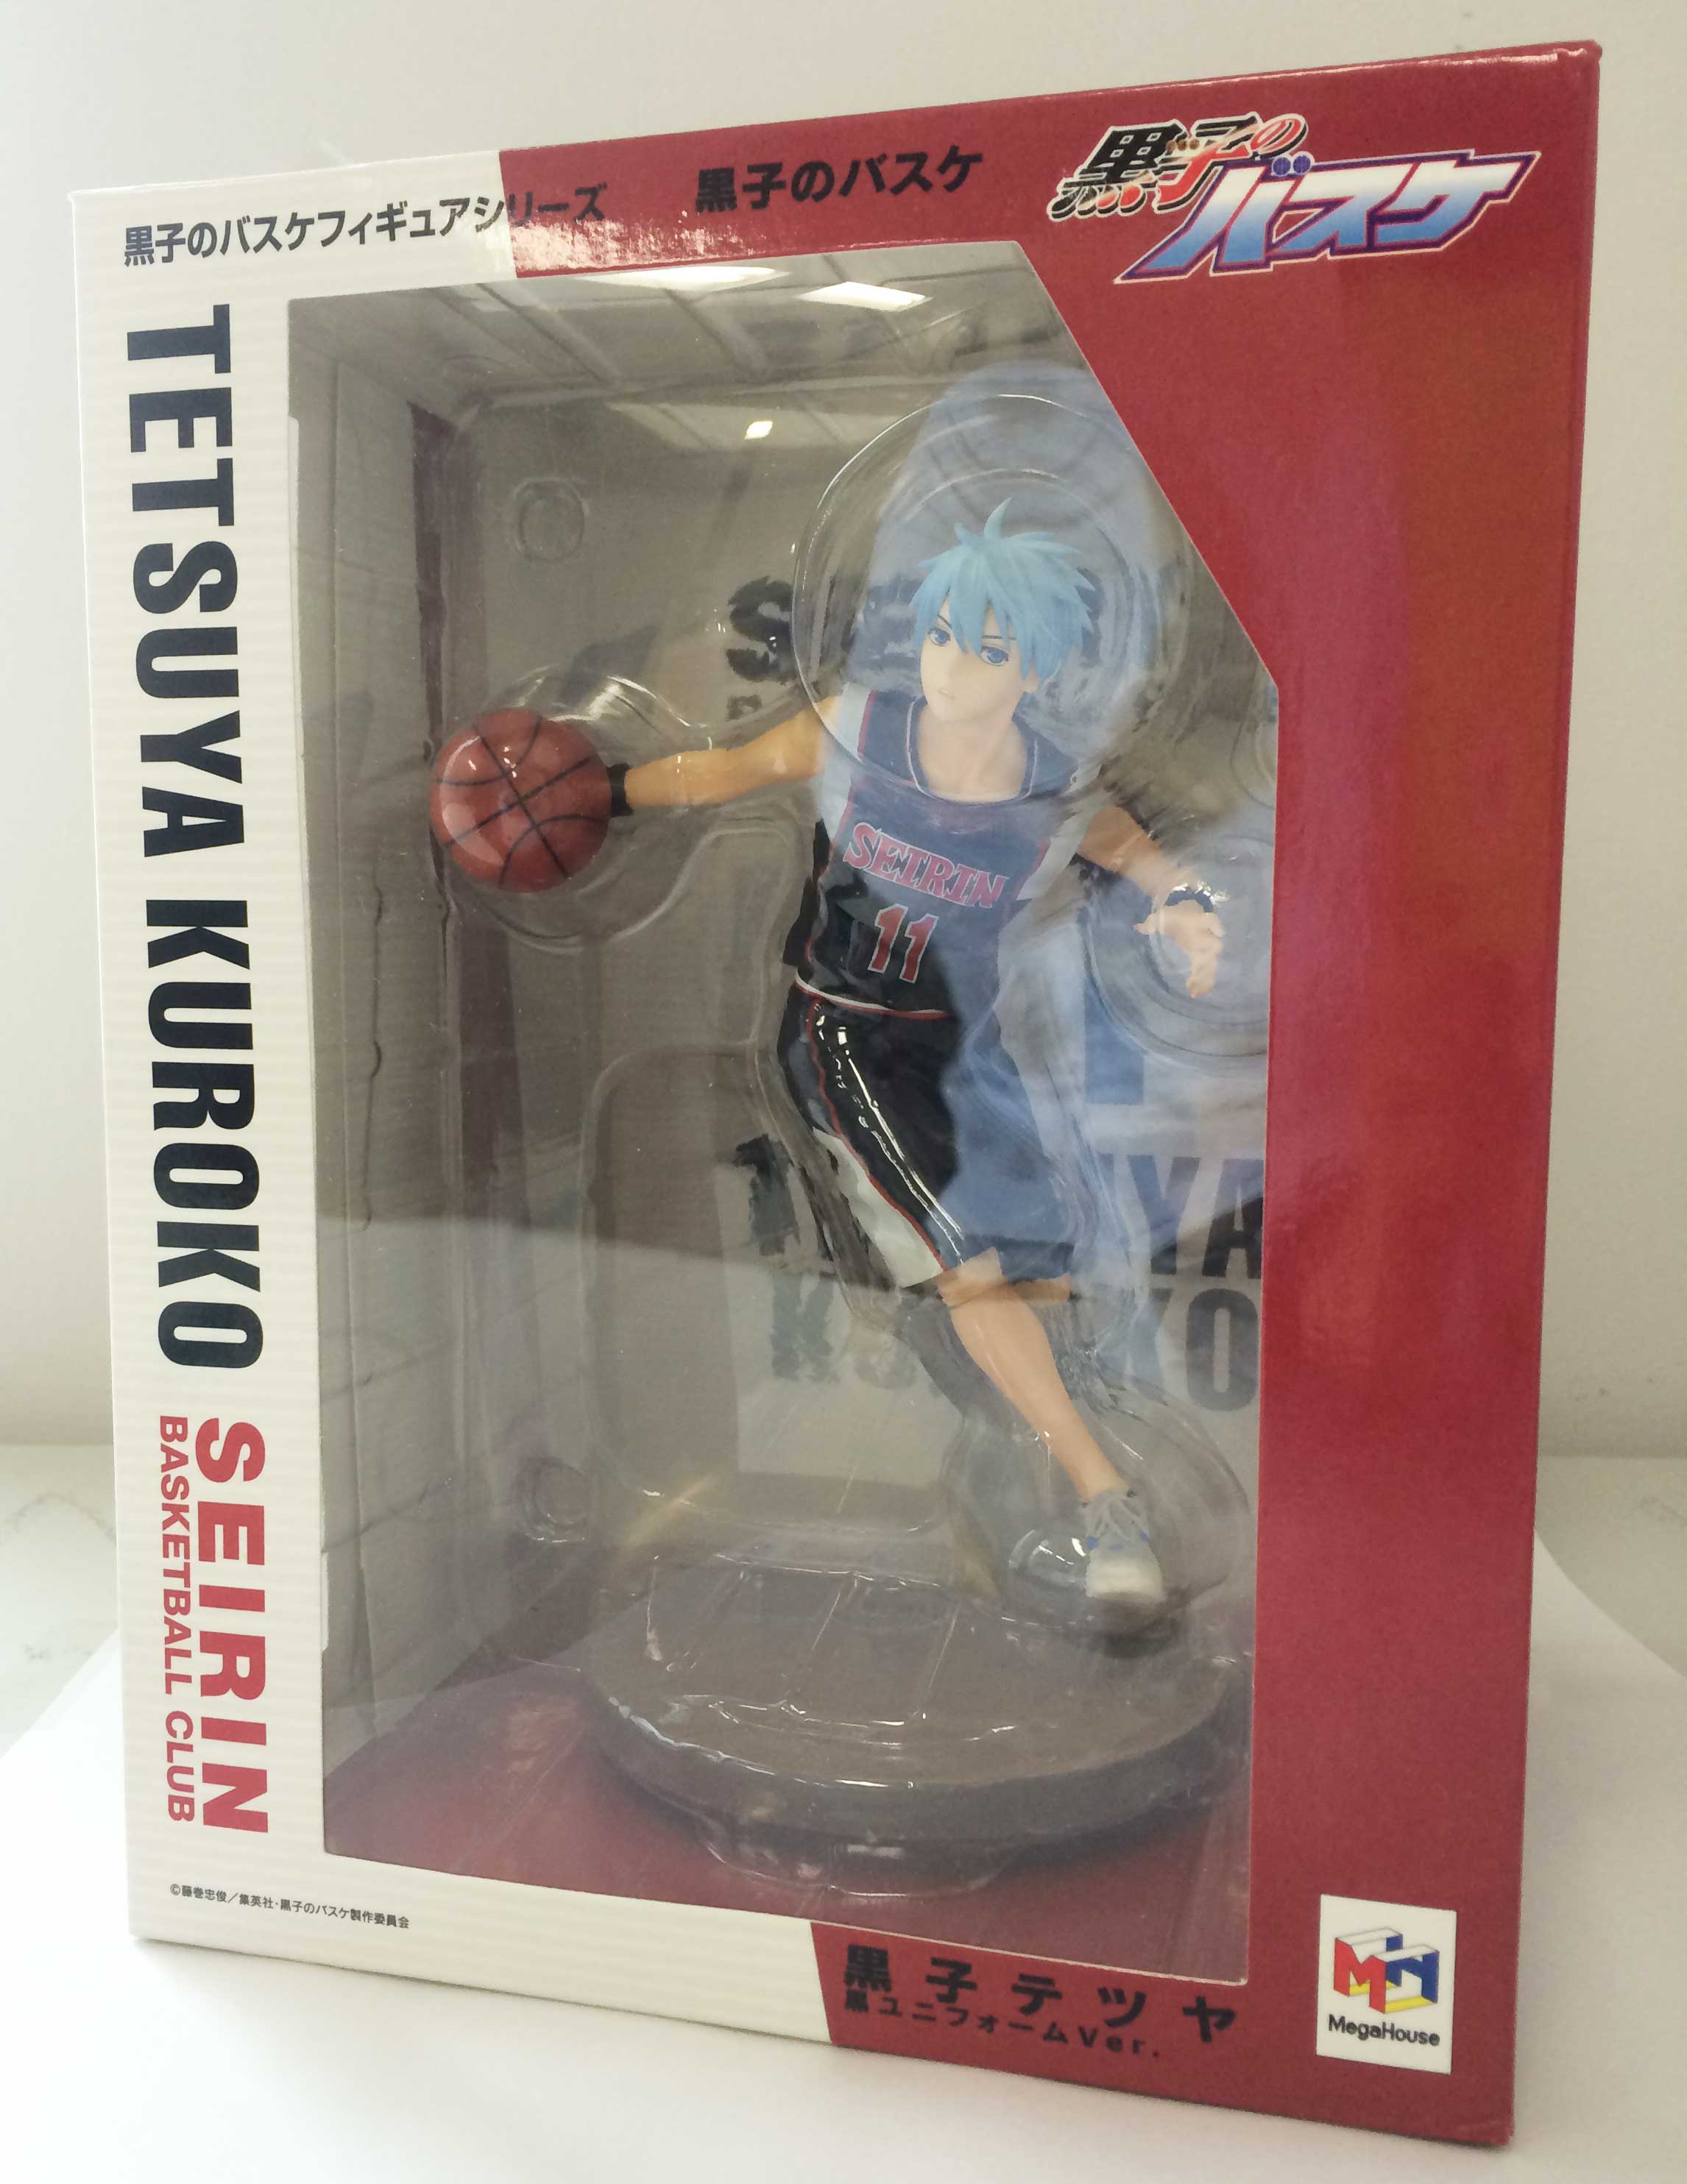 黒子のバスケフィギュアシリーズ
黒子のバスケ
黒子のバスケ
TETSUYA KUROKO
SEIRIN
BASKETBALL CLUB
SEIRIN
11
YA
KO
©藤巻忠俊／集英社・黒子のバスケ製作委員会
黒子テツヤ
黒ユニフォームVer.
MegaHouse